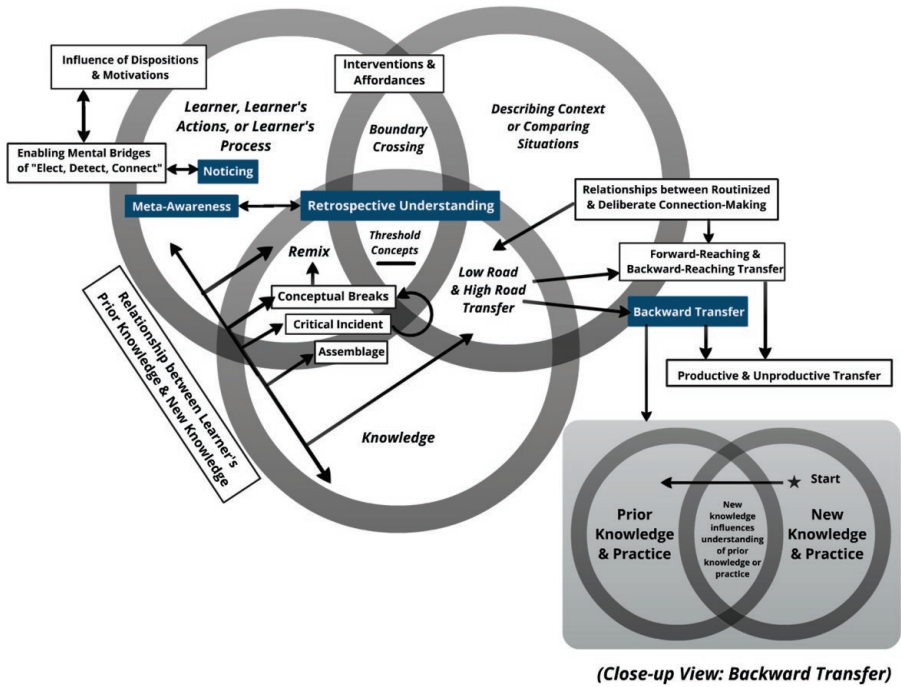 Influence of Dispositions
& Motivations
Interventions &
Affordances
Learner, Learner's
Actions, or Learner's
Process
Boundary
Crossing
Describing Context
or Comparing
Situations
Enabling Mental Bridges
of "Elect, Detect, Connect"
Noticing
Meta-Awareness
Retrospective Understanding
Relationships between Routinized
& Deliberate Connection-Making
Threshold
Concepts
Remix
Forward-Reaching &
Backward-Reaching Transfer
Low Road
& High Road
Transfer
Conceptual Breaks
Critical Incident
Assemblage
Backward Transfer
Productive & Unproductive Transfer
Relationship between Learner's
Prior Knowledge & New Knowledge
Knowledge
Start
Prior
Knowledge
& Practice
New
knowledge
influences
understanding
of prior
knowledge or
practice
New
Knowledge
& Practice
(Close-up View: Backward Transfer)